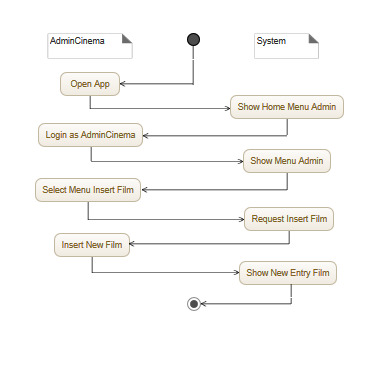 AdminCinema
System
Open App
Show Home Menu Admin
Login as AdminCinema
Show Menu Admin
Select Menu Insert Film
Request Insert Film
Insert New Film
Show New Entry Film